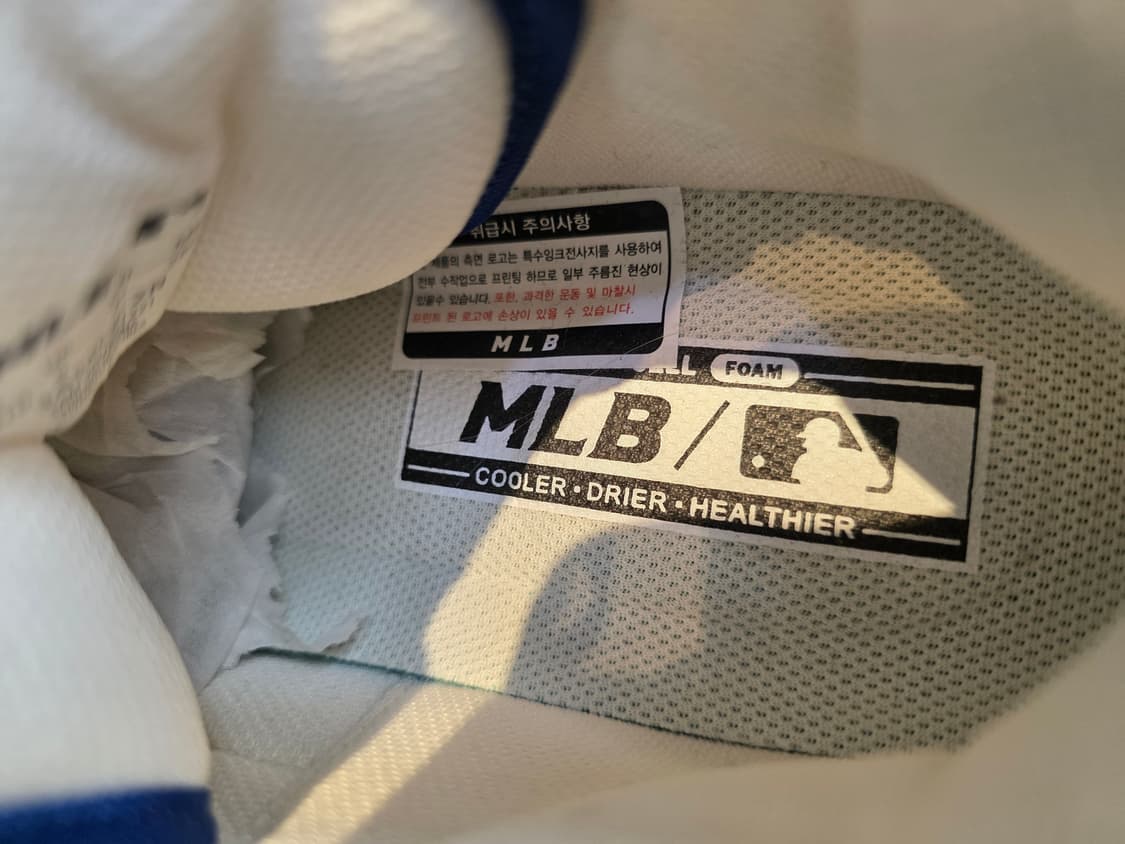 취급시 주의사항
제품의 측면 로고는 특수잉크전사지를 사용하여
전부 수작업으로 프린팅 하므로 일부 주름진 현상이
있을수 있습니다. 또한, 과격한 운동 및 마찰시
프린트 된 로고에 손상이 있을 수 있습니다.
MLB
FOAM
MLB/
COOLER·DRIER·HEALTHIER